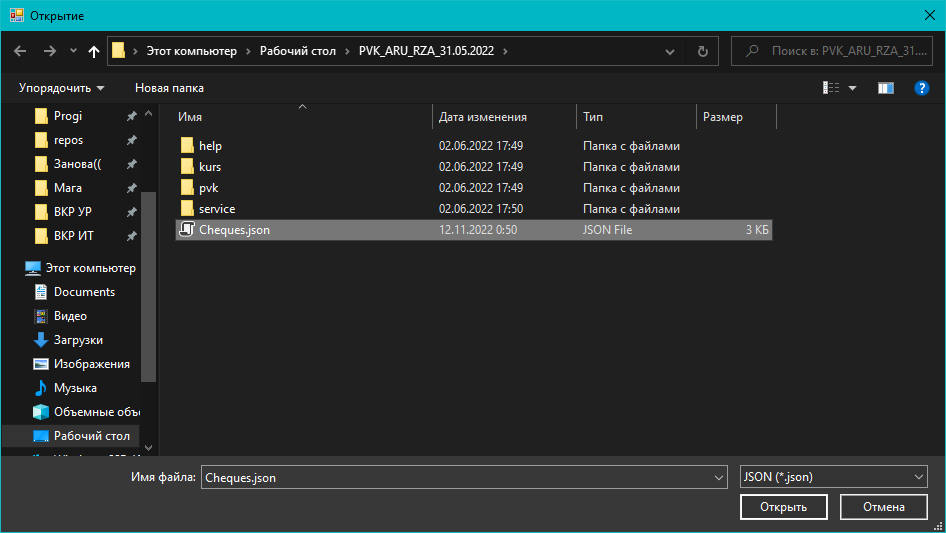 Открытие
Этот компьютер › Рабочий стол › PVK_ARU_RZA_31.05.2022 ›
Поиск в: PVK_ARU_RZA_31....
Упорядочить Новая папка
Имя Дата изменения Тип Размер
Progi
repos
Занова((
Мага
ВКР УР
ВКР ИТ
Этот компьютер
Documents
Видео
Загрузки
Изображения
Музыка
Объемные объ
Рабочий стол
help 02.06.2022 17:49 Папка с файлами
kurs 02.06.2022 17:49 Папка с файлами
pvk 02.06.2022 17:49 Папка с файлами
service 02.06.2022 17:50 Папка с файлами
Cheques.json 12.11.2022 0:50 JSON File 3 КБ
Имя файла: Cheques.json JSON (*.json)
Открыть Отмена